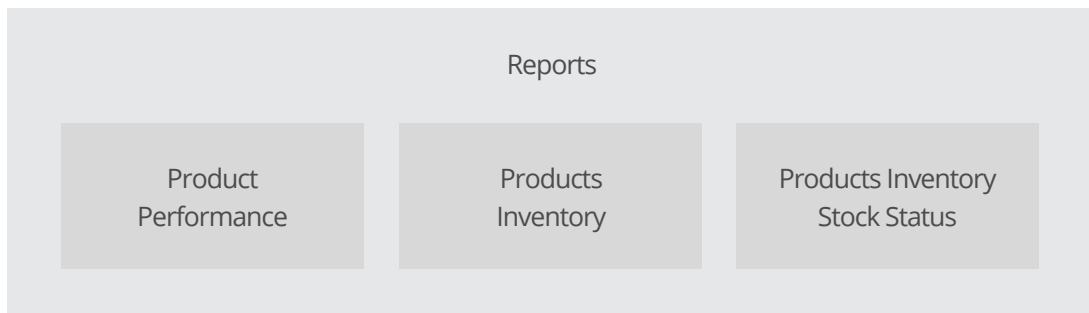 Reports
Product
Performance
Products
Inventory
Products Inventory
Stock Status